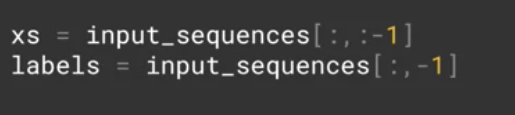 xs = input_sequences[:,:-1]
labels = input_sequences[:,-1]